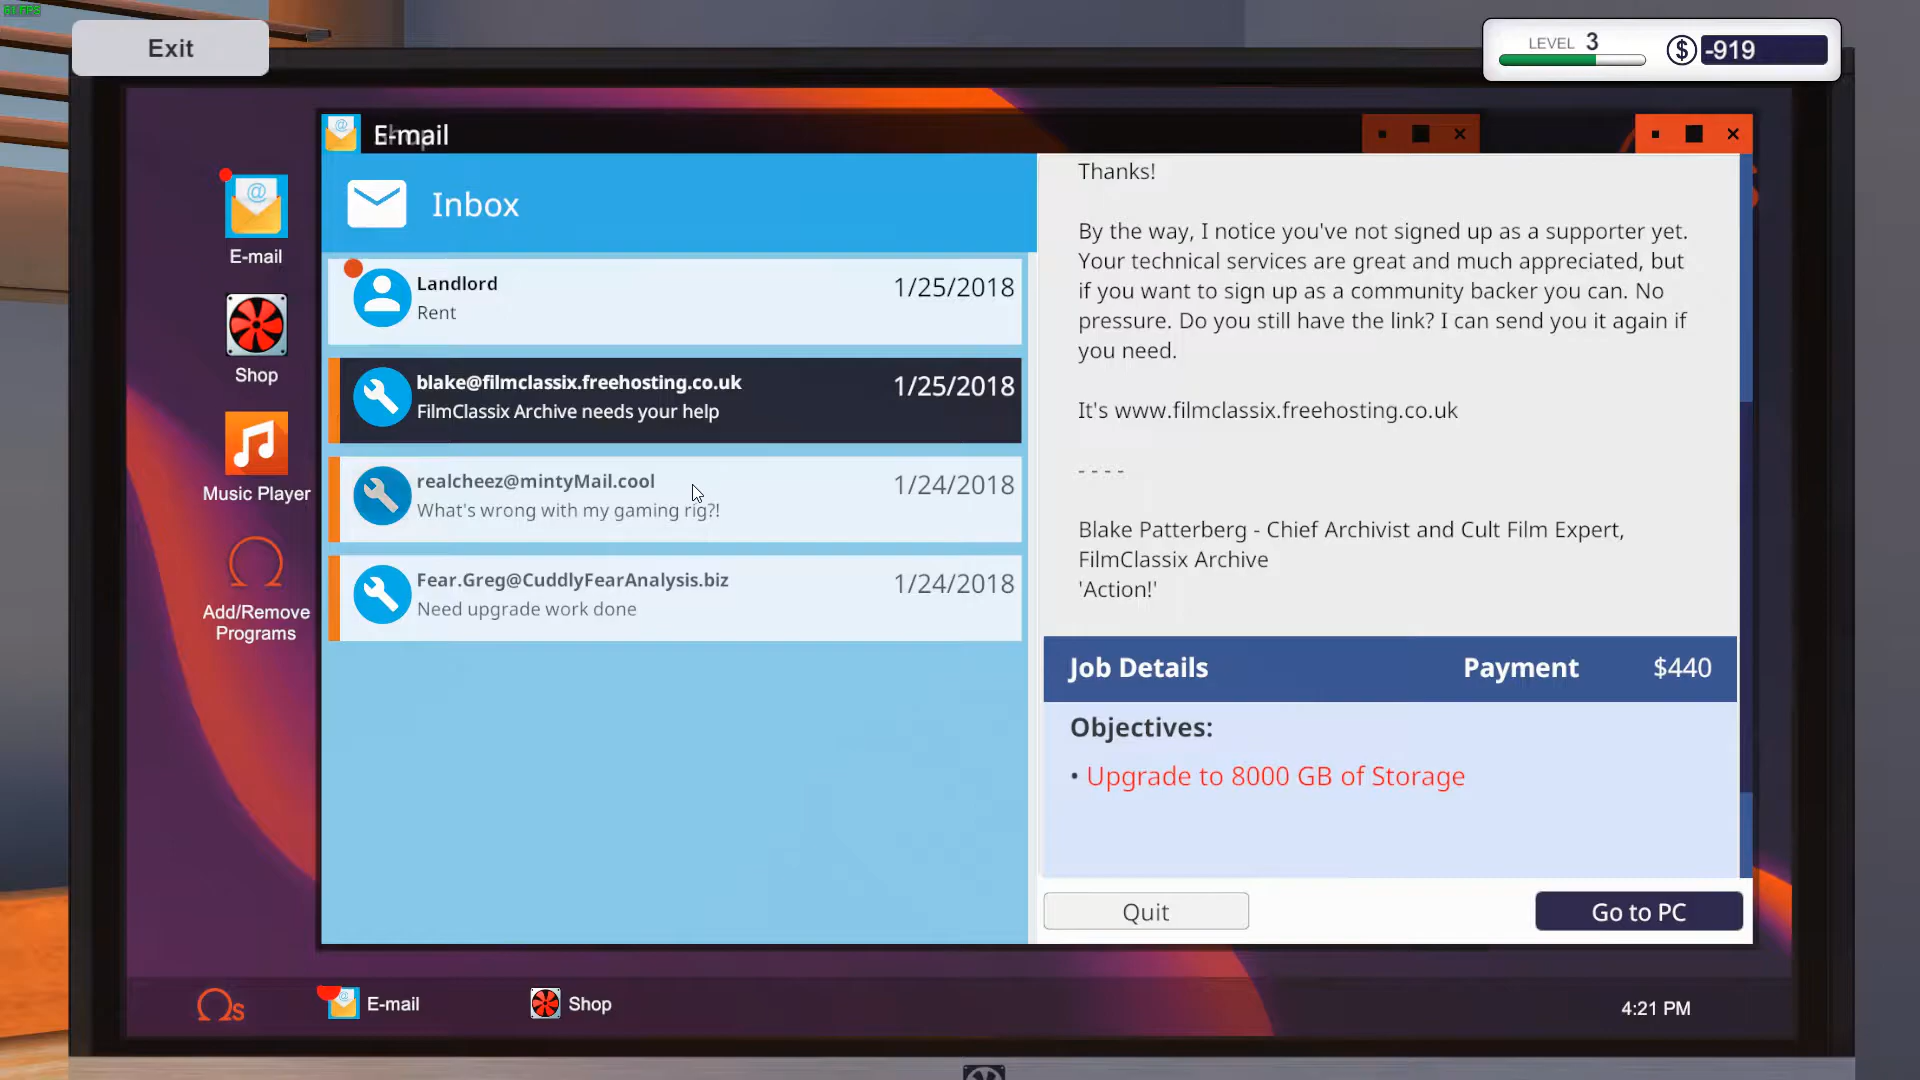 Exit
LEVEL 3
$ -919
E-mail
E-mail
Shop
Music Player
Add/Remove
Programs
Inbox
Landlord
1/25/2018
Rent
blake@filmclassix.freehosting.co.uk
1/25/2018
FilmClassix Archive needs your help
realcheez@mintyMail.cool
1/24/2018
What's wrong with my gaming rig?!
Fear.Greg@CuddlyFearAnalysis.biz
1/24/2018
Need upgrade work done
Thanks!
By the way, I notice you've not signed up as a supporter yet.
Your technical services are great and much appreciated, but
if you want to sign up as a community backer you can. No
pressure. Do you still have the link? I can send you it again if
you need.
It's www.filmclassix.freehosting.co.uk
- - - -
Blake Patterberg - Chief Archivist and Cult Film Expert,
FilmClassix Archive
'Action!'
Job Details
Payment
$440
Objectives:
• Upgrade to 8000 GB of Storage
Quit
Go to PC
Ωs
E-mail
Shop
4:21 PM